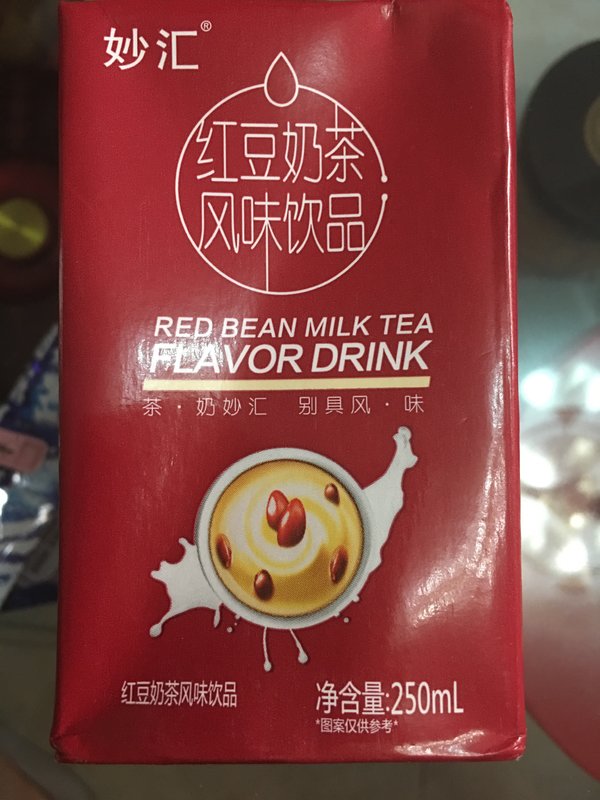 妙汇®
红豆奶茶
风味饮品
RED BEAN MILK TEA
FLAVOR DRINK
茶·奶妙汇 别具风·味
红豆奶茶风味饮品
净含量:250mL
*图案仅供参考*